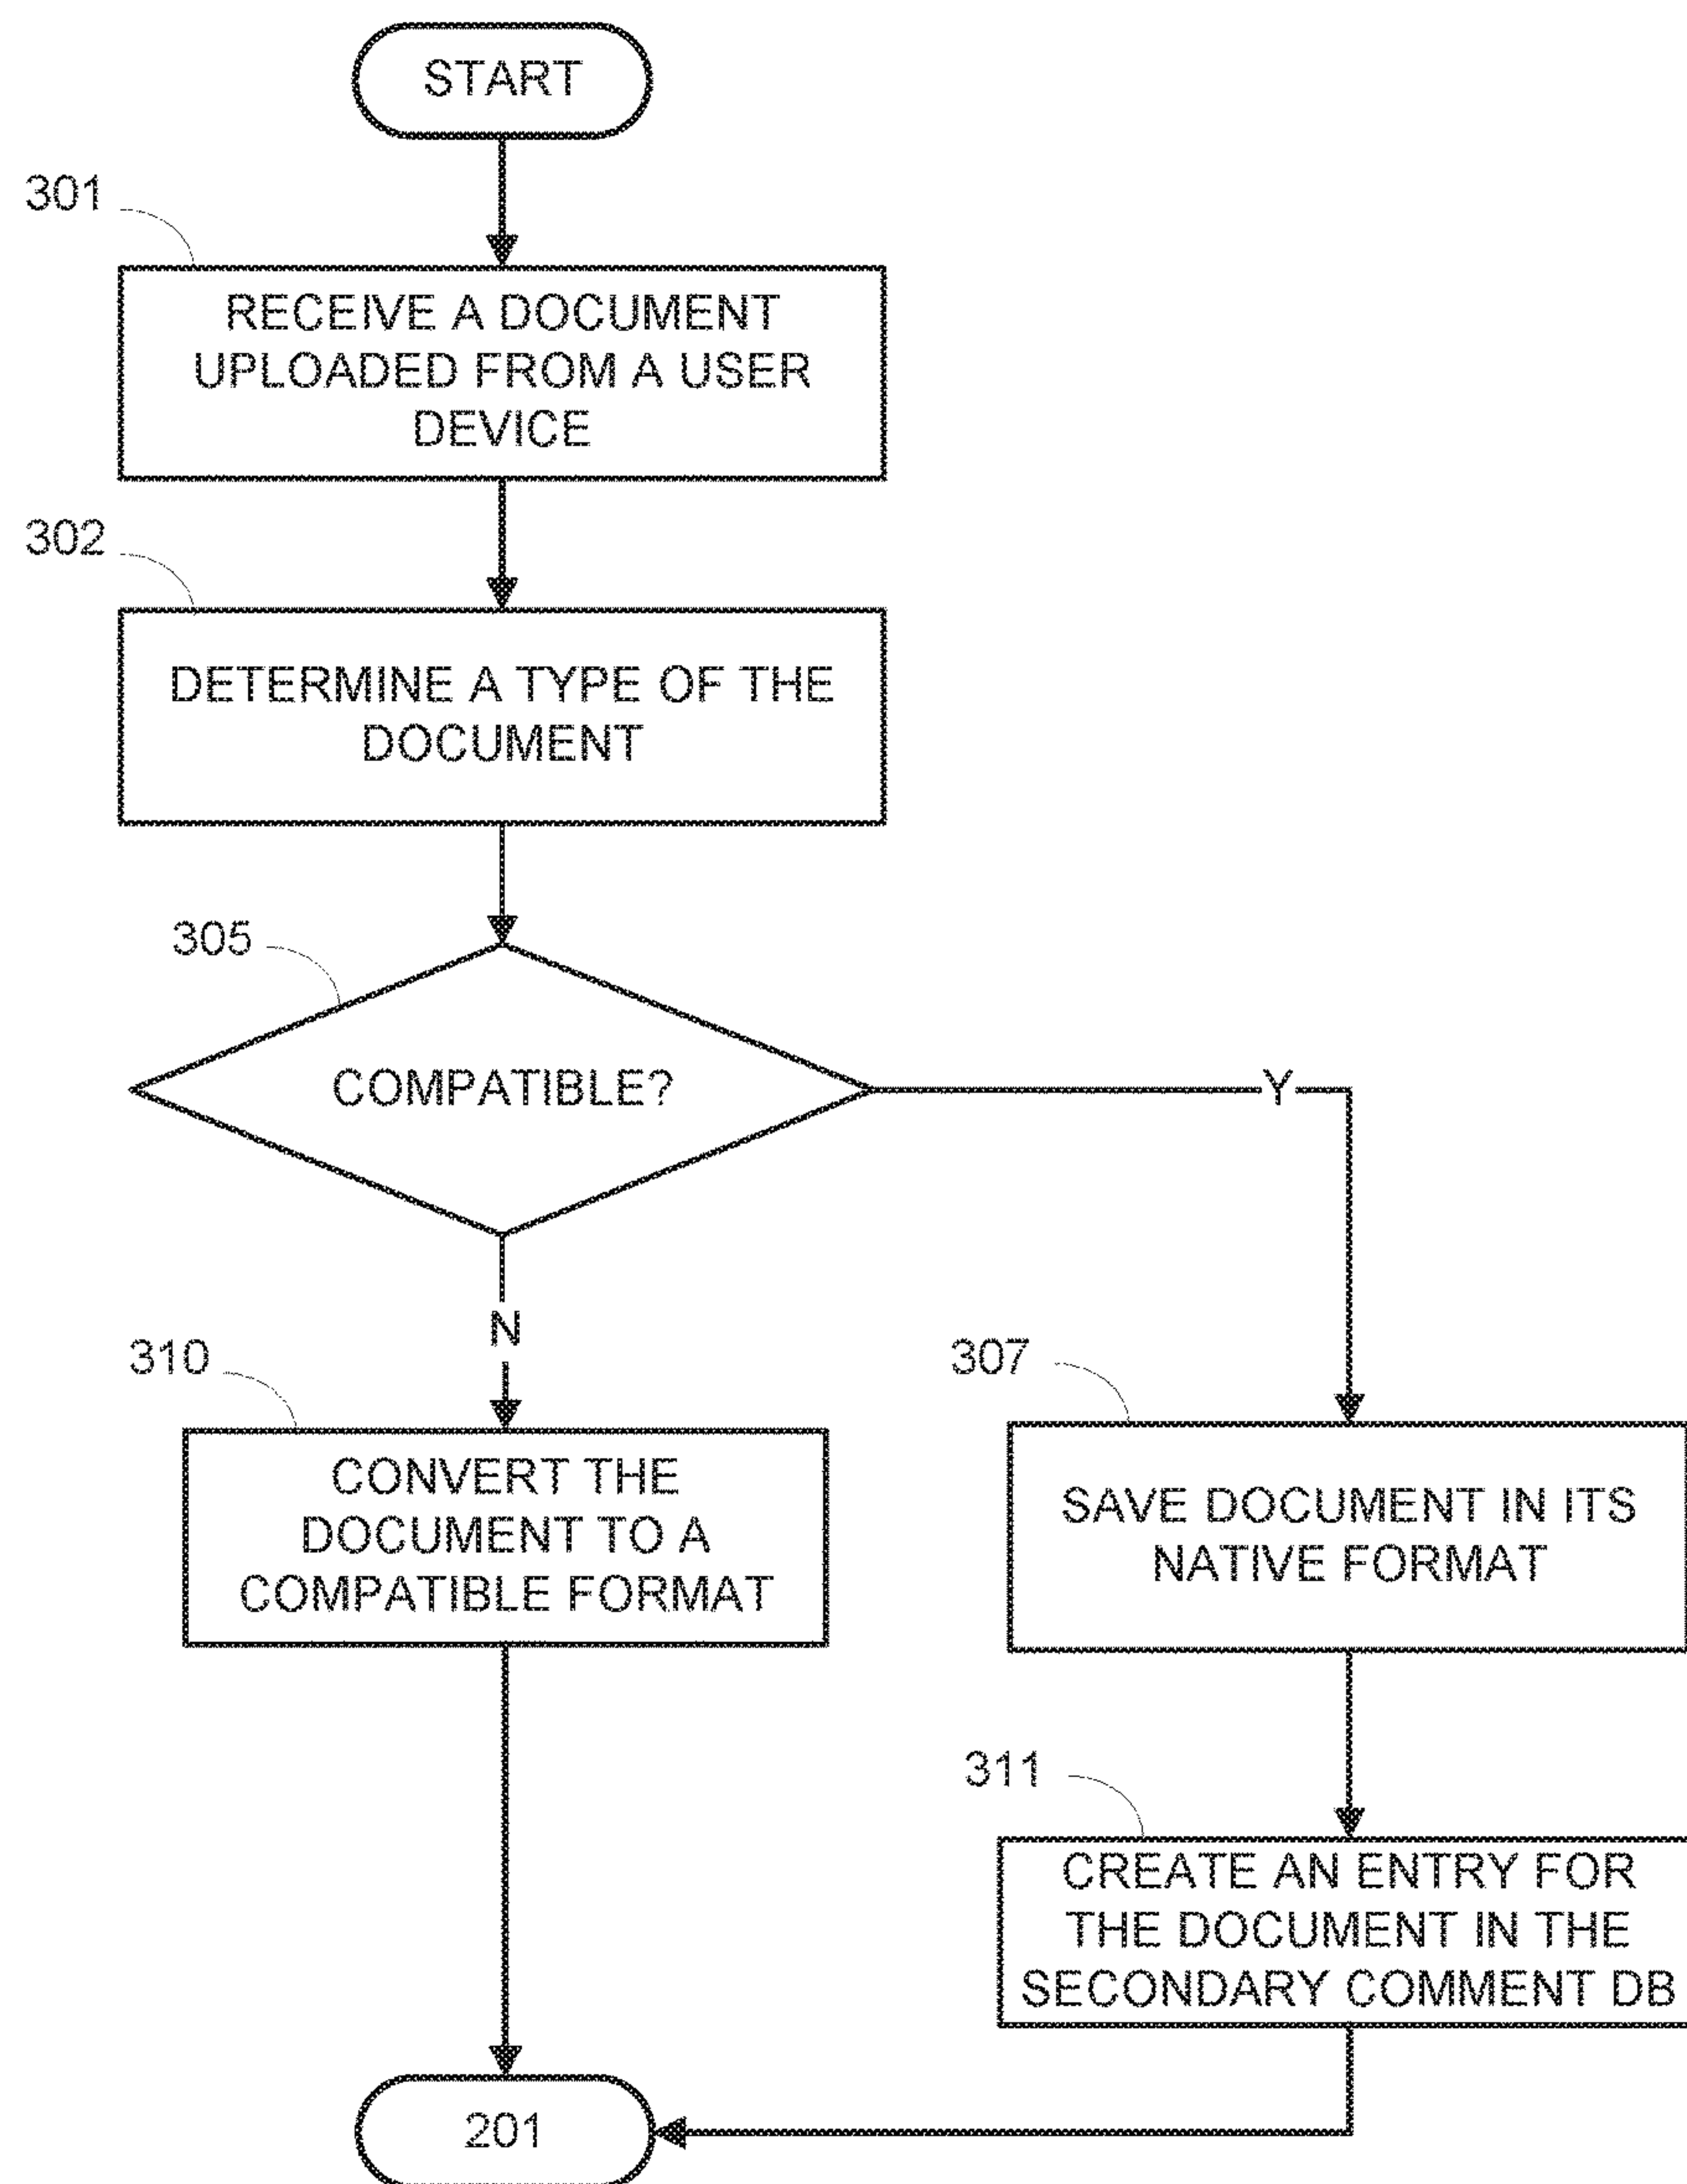 START
301
RECEIVE A DOCUMENT
UPLOADED FROM A USER
DEVICE
302
DETERMINE A TYPE OF THE
DOCUMENT
305
COMPATIBLE?
Y
N
310
CONVERT THE
DOCUMENT TO A
COMPATIBLE FORMAT
307
SAVE DOCUMENT IN ITS
NATIVE FORMAT
311
CREATE AN ENTRY FOR
THE DOCUMENT IN THE
SECONDARY COMMENT DB
201